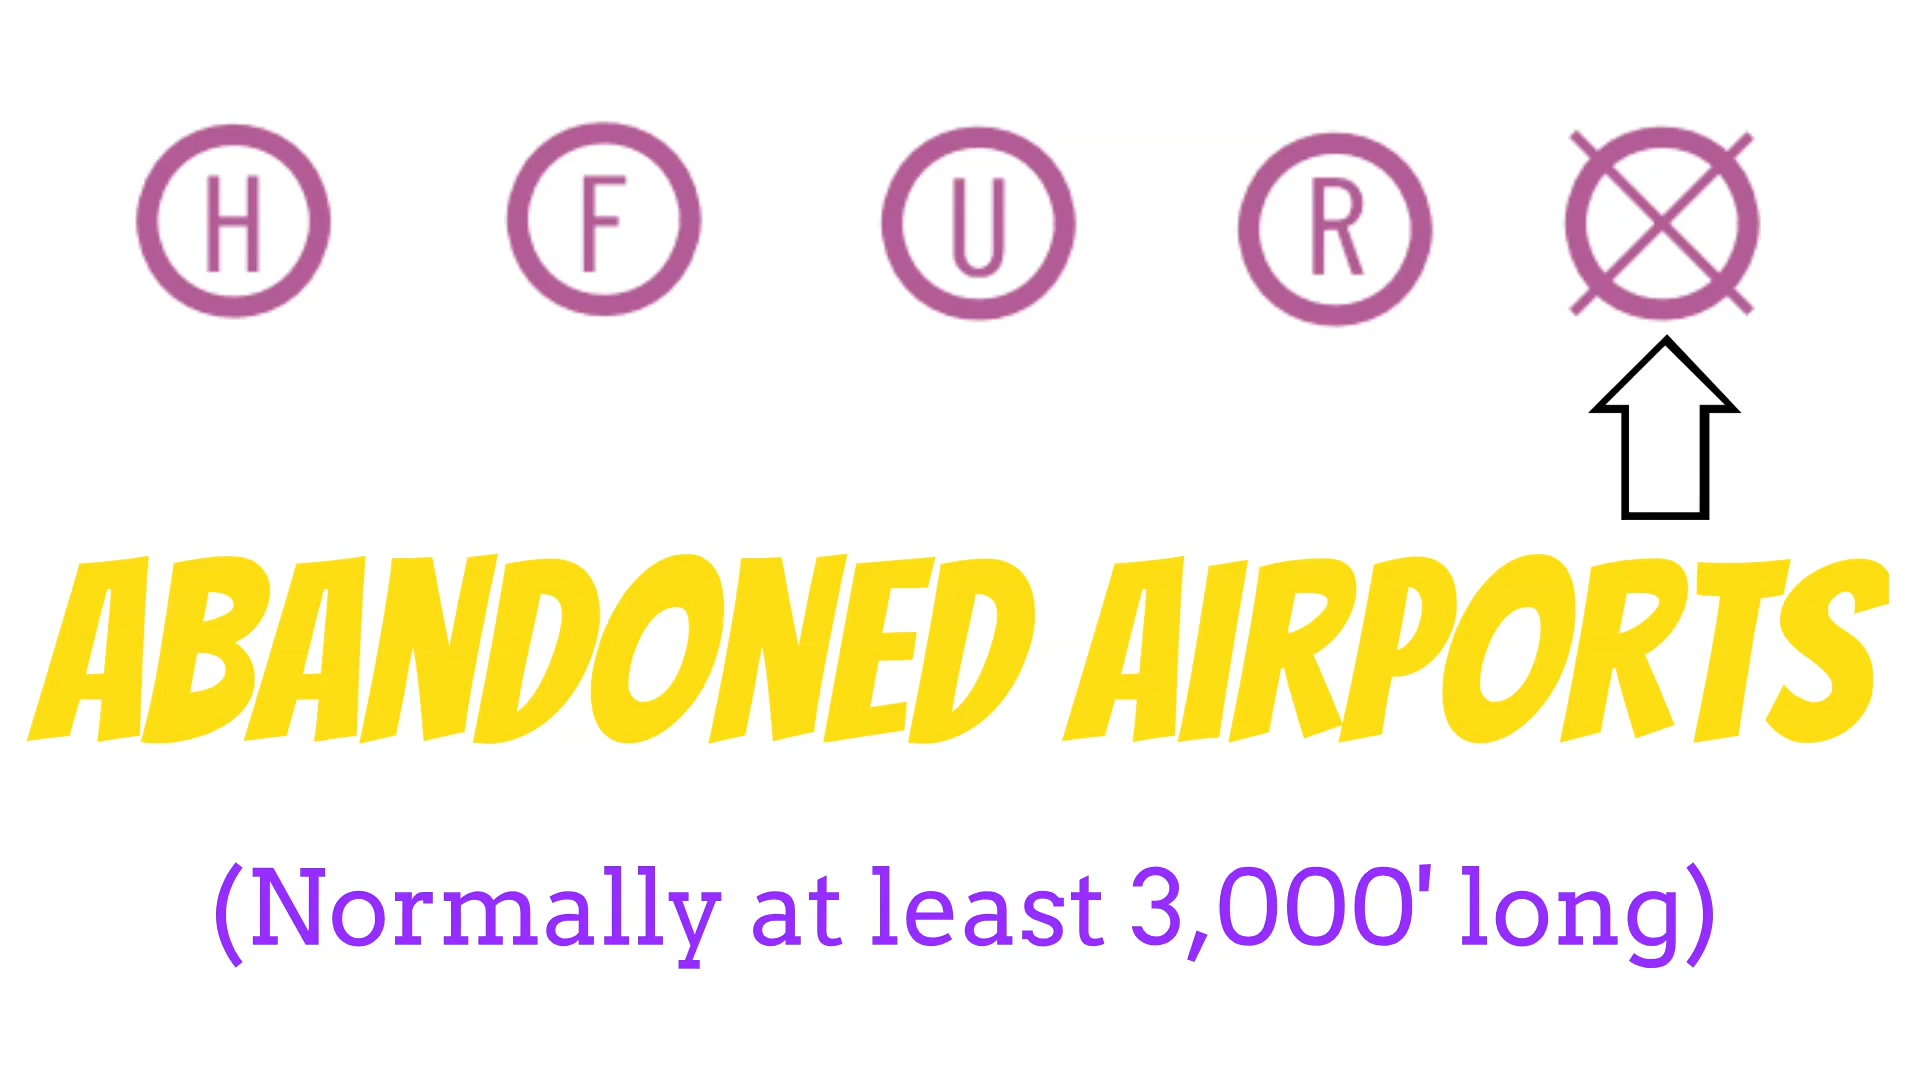 H F U R
ABANDONED AIRPORTS
(Normally at least 3,000' long)